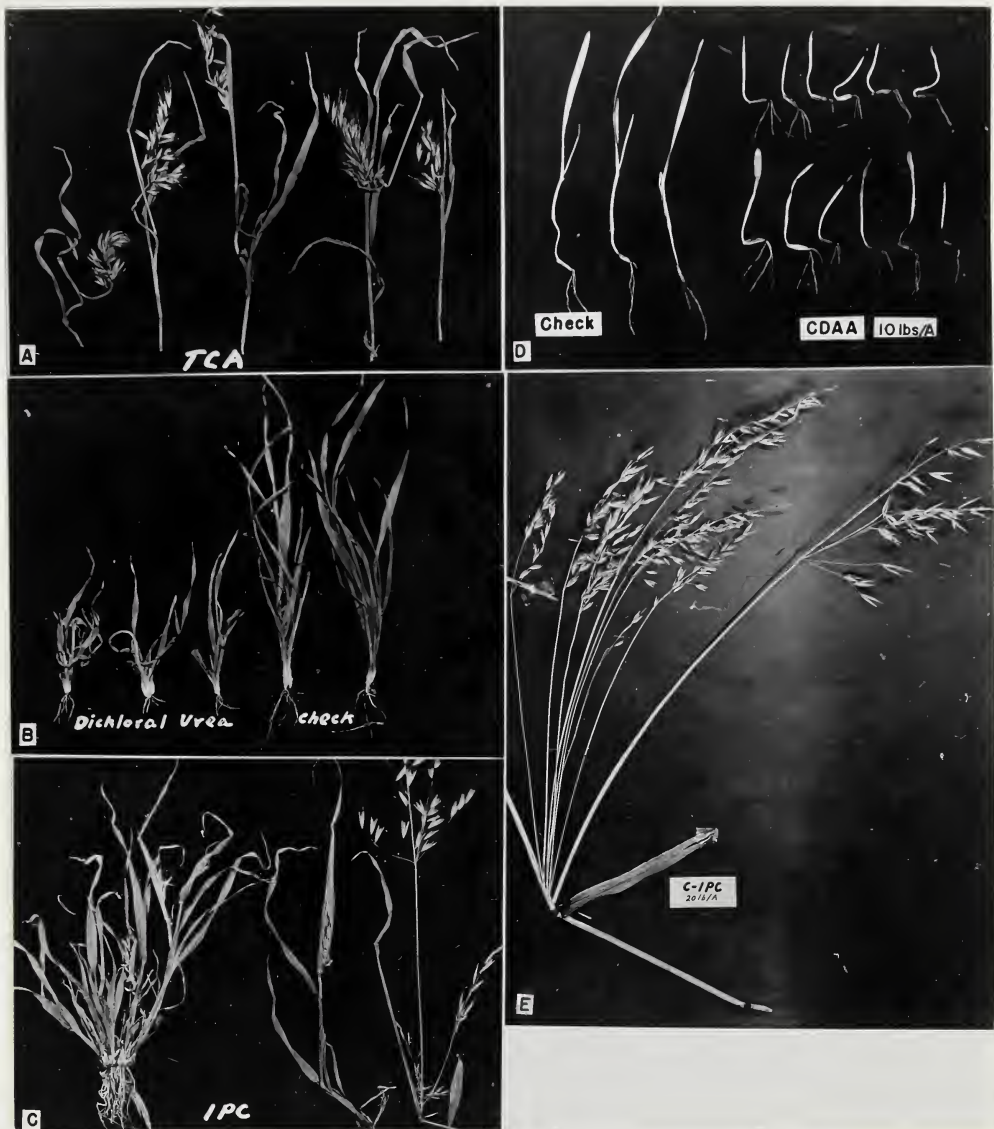 A
TCA
B
Dichloral Urea
check
C
IPC
Check
CDAA
10 lbs/A
D
C-IPC
20 lb/A
E